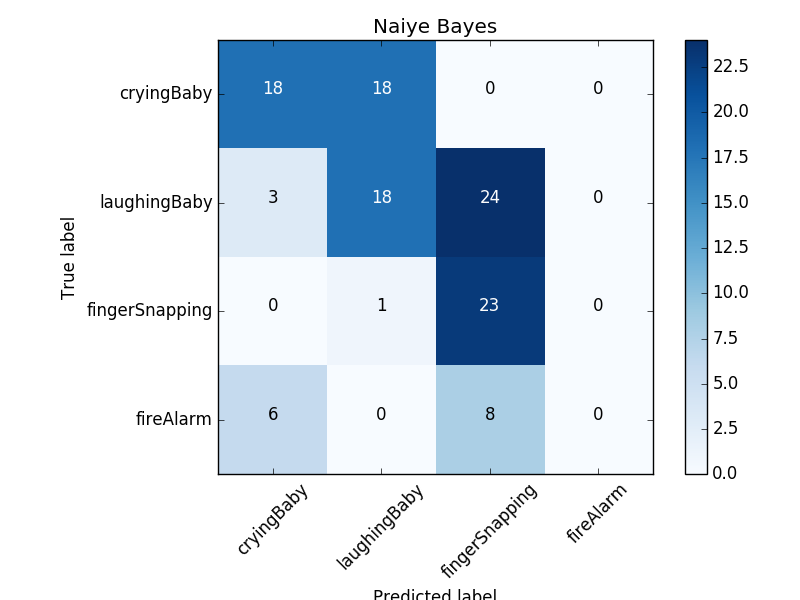 Naiye Bayes
cryingBaby 18 18 0 0
laughingBaby 3 18 24 0
fingerSnapping 0 1 23 0
fireAlarm 6 0 8 0
True label
cryingBaby laughingBaby fingerSnapping fireAlarm
Predicted label
22.5
20.0
17.5
15.0
12.5
10.0
7.5
5.0
2.5
0.0